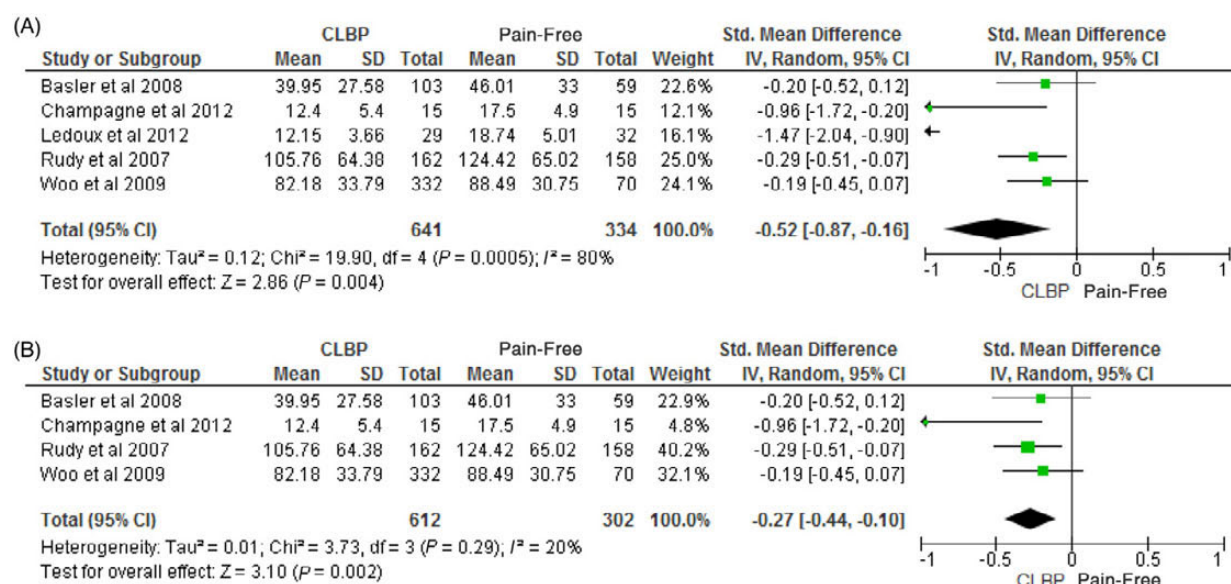 (A)
CLBP Pain-Free Std. Mean Difference Std. Mean Difference
Study or Subgroup Mean SD Total Mean SD Total Weight IV, Random, 95% CI IV, Random, 95% CI
Basler et al 2008 39.95 27.58 103 46.01 33 59 22.6% -0.20 [-0.52, 0.12]
Champagne et al 2012 12.4 5.4 15 17.5 4.9 15 12.1% -0.96 [-1.72, -0.20]
Ledoux et al 2012 12.15 3.66 29 18.74 5.01 32 16.1% -1.47 [-2.04, -0.90]
Rudy et al 2007 105.76 64.38 162 124.42 65.02 158 25.0% -0.29 [-0.51, -0.07]
Woo et al 2009 82.18 33.79 332 88.49 30.75 70 24.1% -0.19 [-0.45, 0.07]
Total (95% CI) 641 334 100.0% -0.52 [-0.87, -0.16]
Heterogeneity: Tau² = 0.12; Chi² = 19.90, df = 4 (P = 0.0005); I² = 80%
Test for overall effect: Z = 2.86 (P = 0.004)
-1 -0.5 0 0.5 1
CLBP Pain-Free
(B)
CLBP Pain-Free Std. Mean Difference Std. Mean Difference
Study or Subgroup Mean SD Total Mean SD Total Weight IV, Random, 95% CI IV, Random, 95% CI
Basler et al 2008 39.95 27.58 103 46.01 33 59 22.9% -0.20 [-0.52, 0.12]
Champagne et al 2012 12.4 5.4 15 17.5 4.9 15 4.8% -0.96 [-1.72, -0.20]
Rudy et al 2007 105.76 64.38 162 124.42 65.02 158 40.2% -0.29 [-0.51, -0.07]
Woo et al 2009 82.18 33.79 332 88.49 30.75 70 32.1% -0.19 [-0.45, 0.07]
Total (95% CI) 612 302 100.0% -0.27 [-0.44, -0.10]
Heterogeneity: Tau² = 0.01; Chi² = 3.73, df = 3 (P = 0.29); I² = 20%
Test for overall effect: Z = 3.10 (P = 0.002)
-1 -0.5 0 0.5 1
CLBP Pain-Free